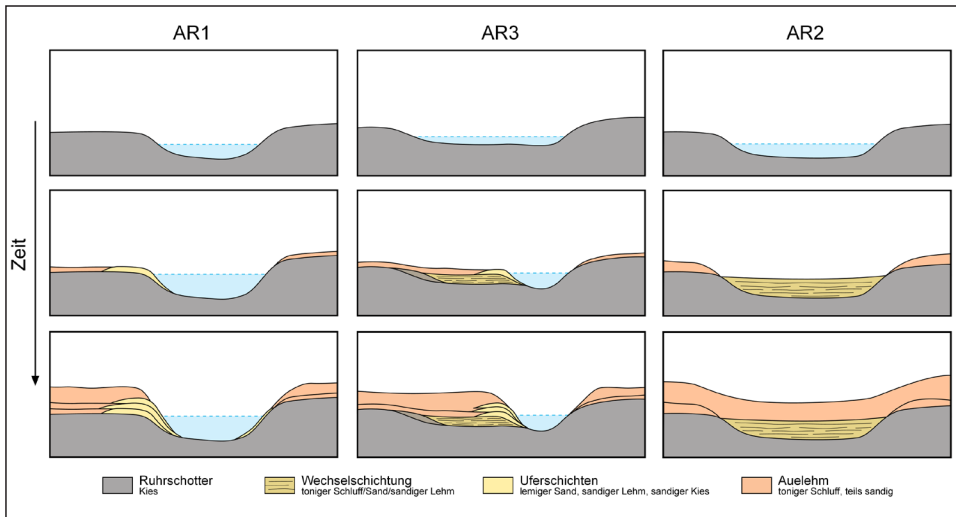 AR1
AR3
AR2
Zeit
Ruhrschotter
Kies
Wechselschichtung
toniger Schluff/Sand/sandiger Lehm
Uferschichten
lemiger Sand, sandiger Lehm, sandiger Kies
Auelehm
toniger Schluff, teils sandig